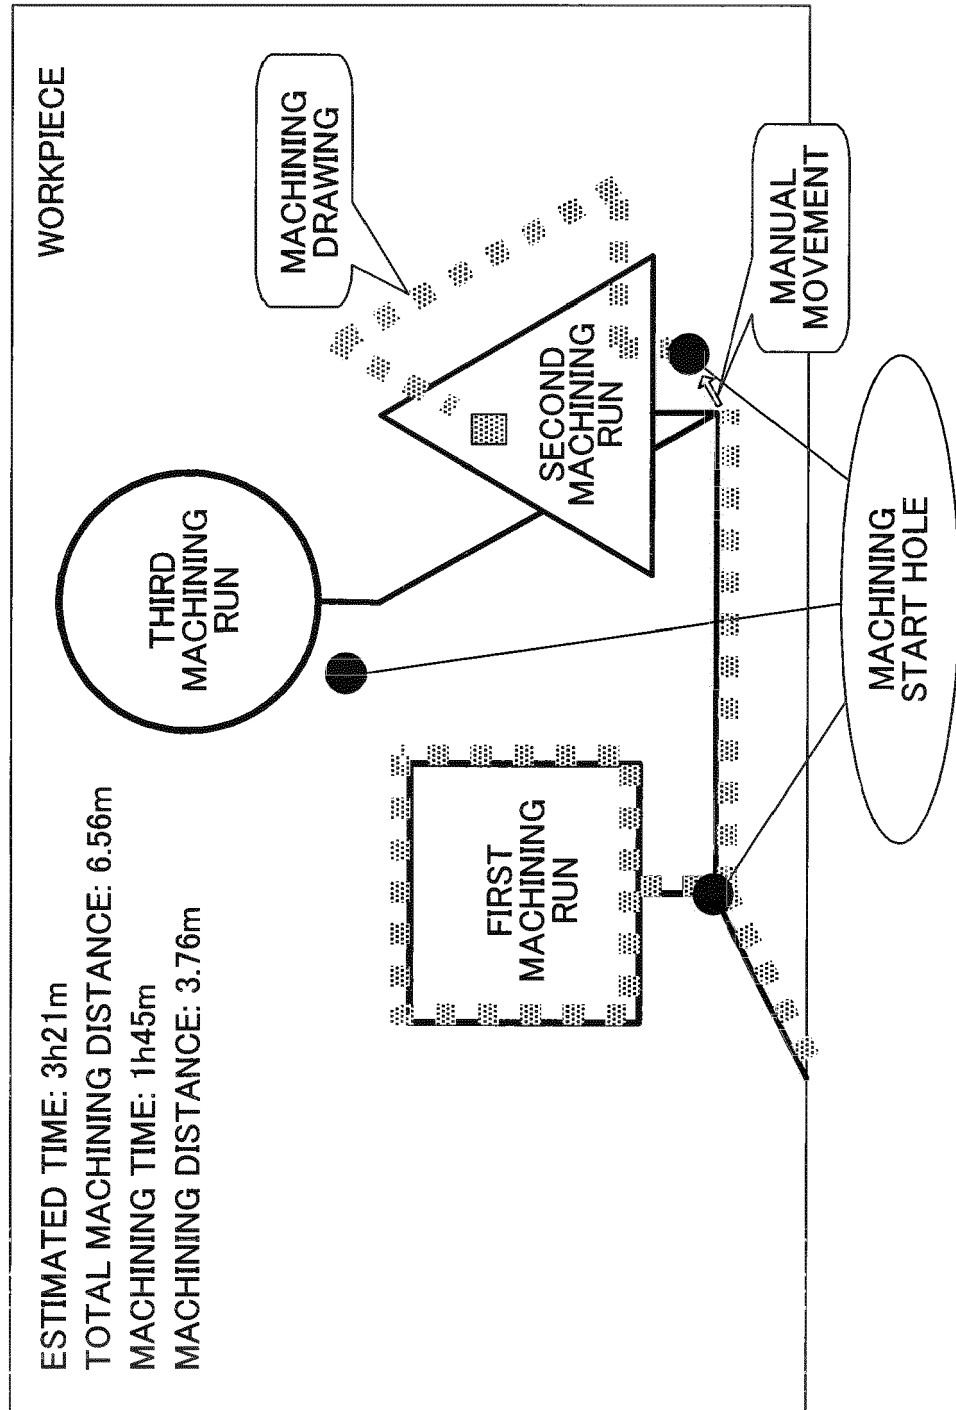 ESTIMATED TIME: 3h21m
TOTAL MACHINING DISTANCE: 6.56m
MACHINING TIME: 1h45m
MACHINING DISTANCE: 3.76m
WORKPIECE
THIRD
MACHINING
RUN
MACHINING
DRAWING
FIRST
MACHINING
RUN
SECOND
MACHINING
RUN
MANUAL
MOVEMENT
MACHINING
START HOLE